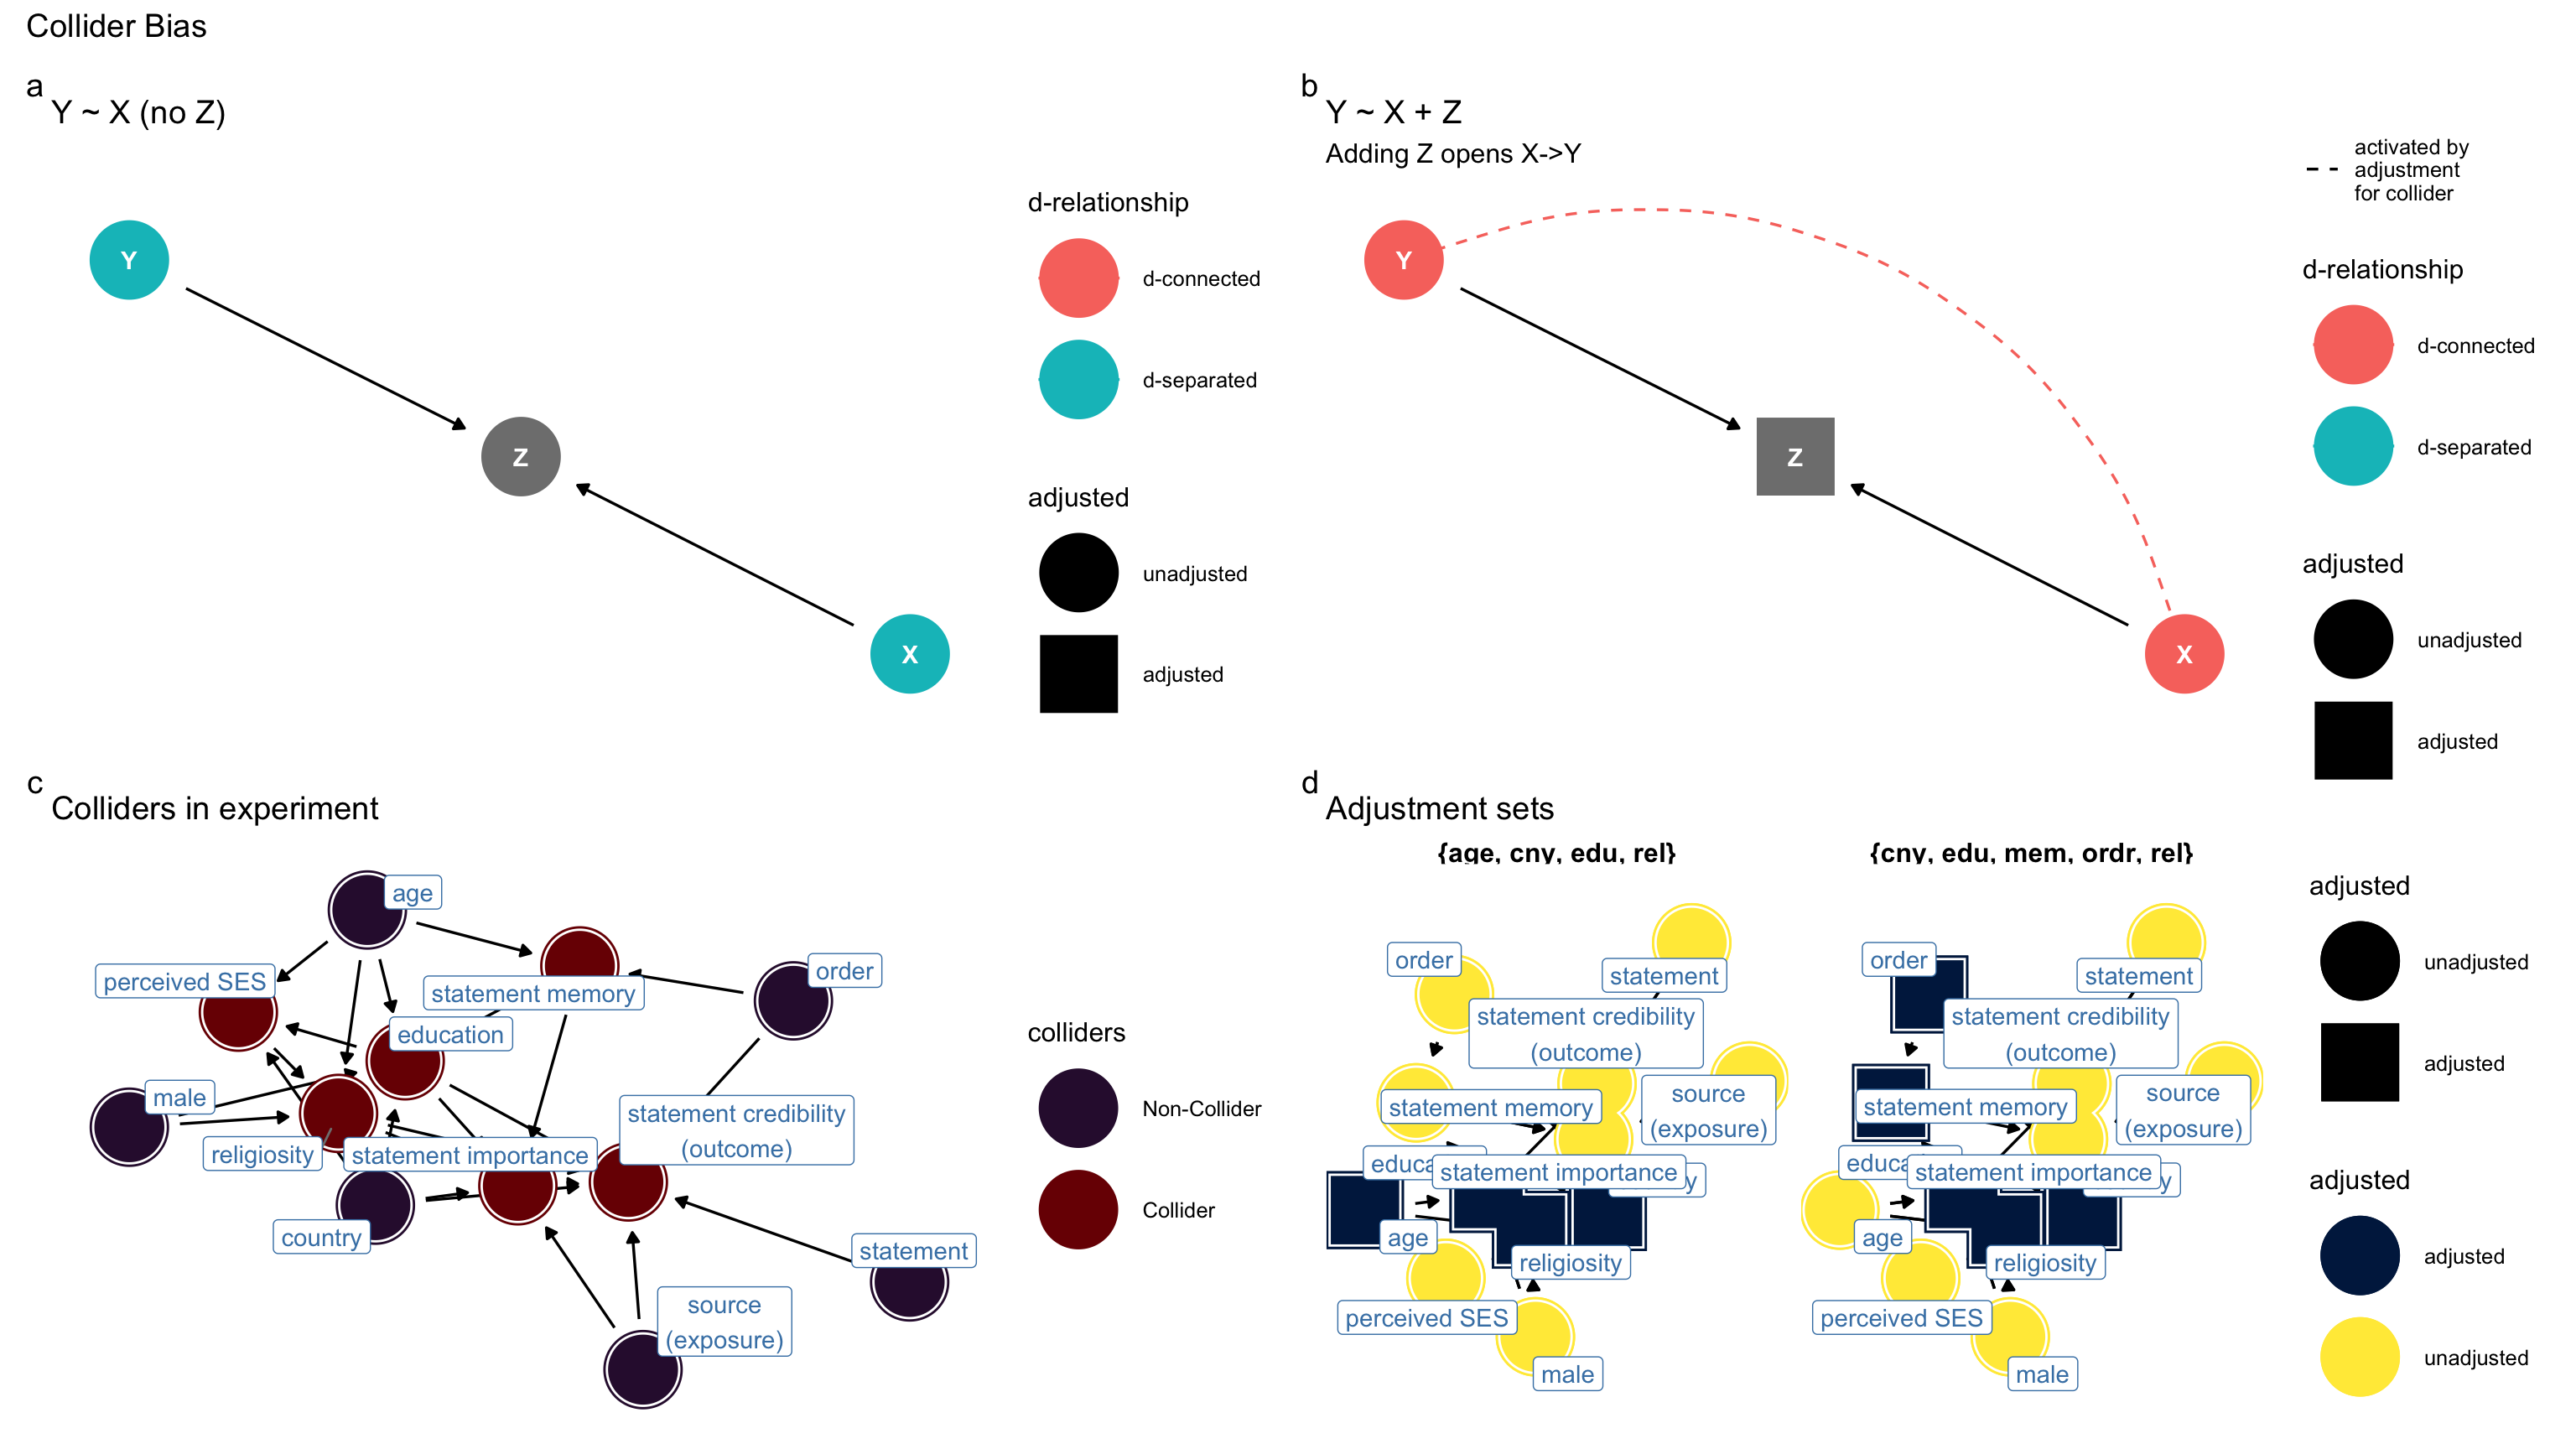 Collider Bias
a
Y ~ X (no Z)
Y
Z
X
d-relationship
d-connected
d-separated
adjusted
unadjusted
adjusted
b
Y ~ X + Z
Adding Z opens X->Y
Y
Z
X
activated by
adjustment
for collider
d-relationship
d-connected
d-separated
adjusted
unadjusted
adjusted
c
Colliders in experiment
age
perceived SES
statement memory
order
education
male
statement credibility
(outcome)
religiosity
statement importance
country
statement
source
(exposure)
colliders
Non-Collider
Collider
d
Adjustment sets
{age, cny, edu, rel}
order
statement
statement credibility
(outcome)
statement memory
source
(exposure)
educa
statement importance
y
age
religiosity
perceived SES
male
{cny, edu, mem, ordr, rel}
order
statement
statement credibility
(outcome)
statement memory
source
(exposure)
educa
statement importance
y
age
religiosity
perceived SES
male
adjusted
unadjusted
adjusted
adjusted
adjusted
unadjusted